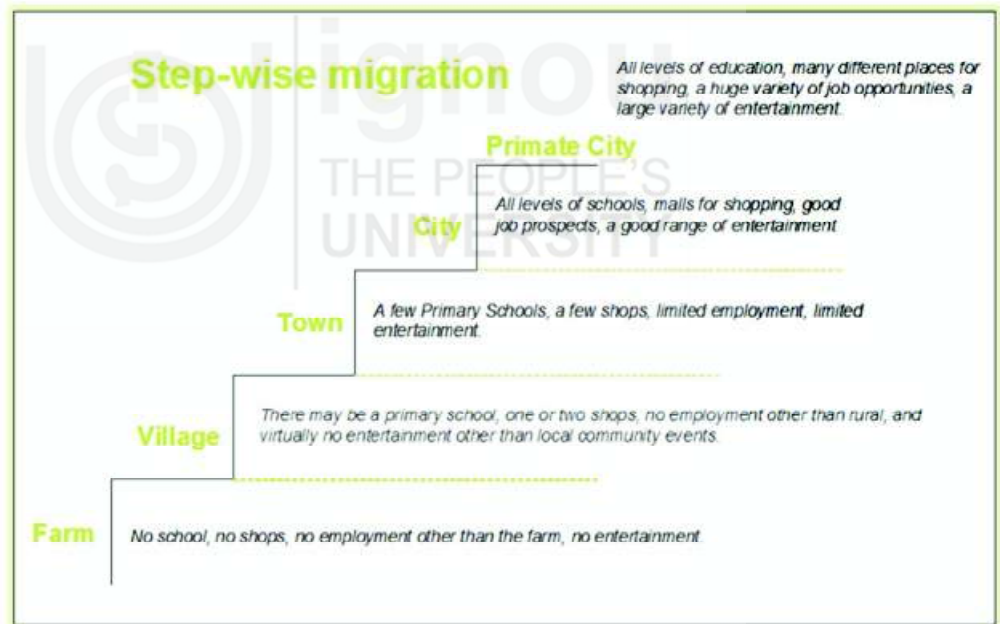 Step-wise migration
All levels of education, many different places for
shopping, a huge variety of job opportunities, a
large variety of entertainment.
Primate City
All levels of schools, malls for shopping, good
job prospects, a good range of entertainment
City
A few Primary Schools, a few shops, limited employment, limited
entertainment.
Town
There may be a primary school, one or two shops, no employment other than rural, and
virtually no entertainment other than local community events.
Village
No school, no shops, no employment other than the farm, no entertainment.
Farm
ignou
THE PEOPLE'S
UNIVERSITY